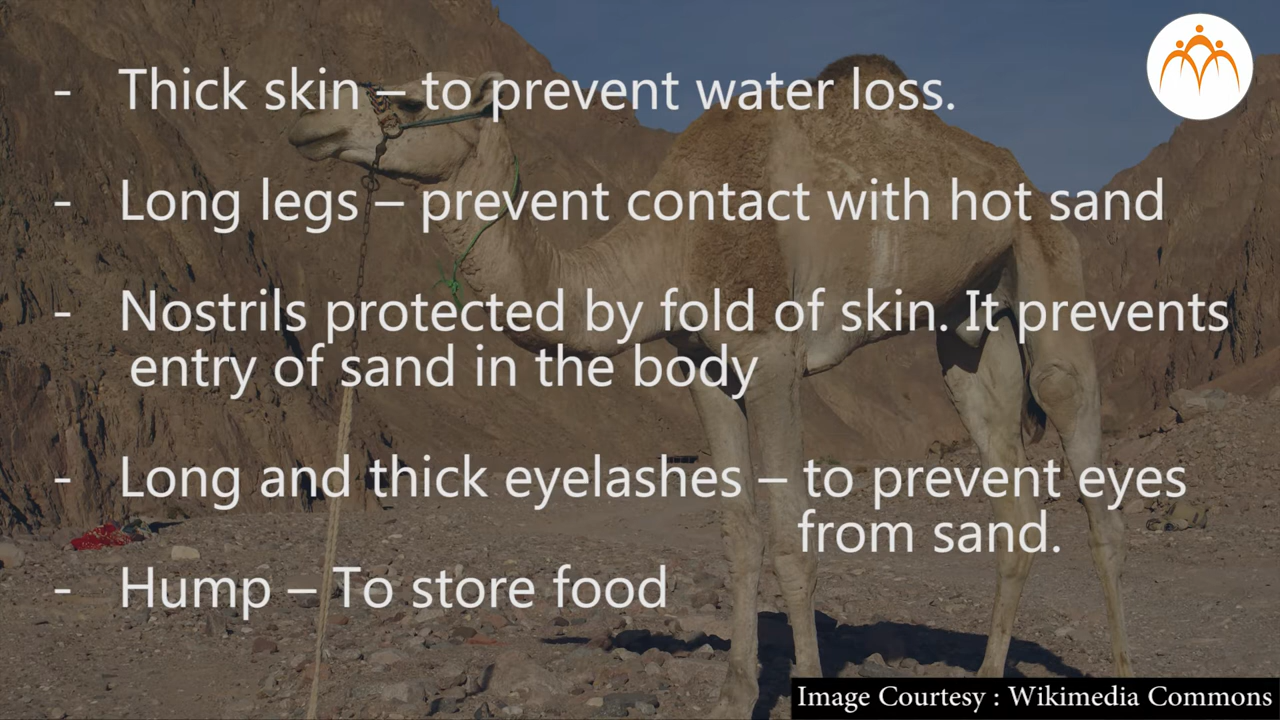 - Thick skin – to prevent water loss.
- Long legs – prevent contact with hot sand
- Nostrils protected by fold of skin. It prevents
entry of sand in the body
- Long and thick eyelashes – to prevent eyes
from sand.
- Hump – To store food
Image Courtesy : Wikimedia Commons